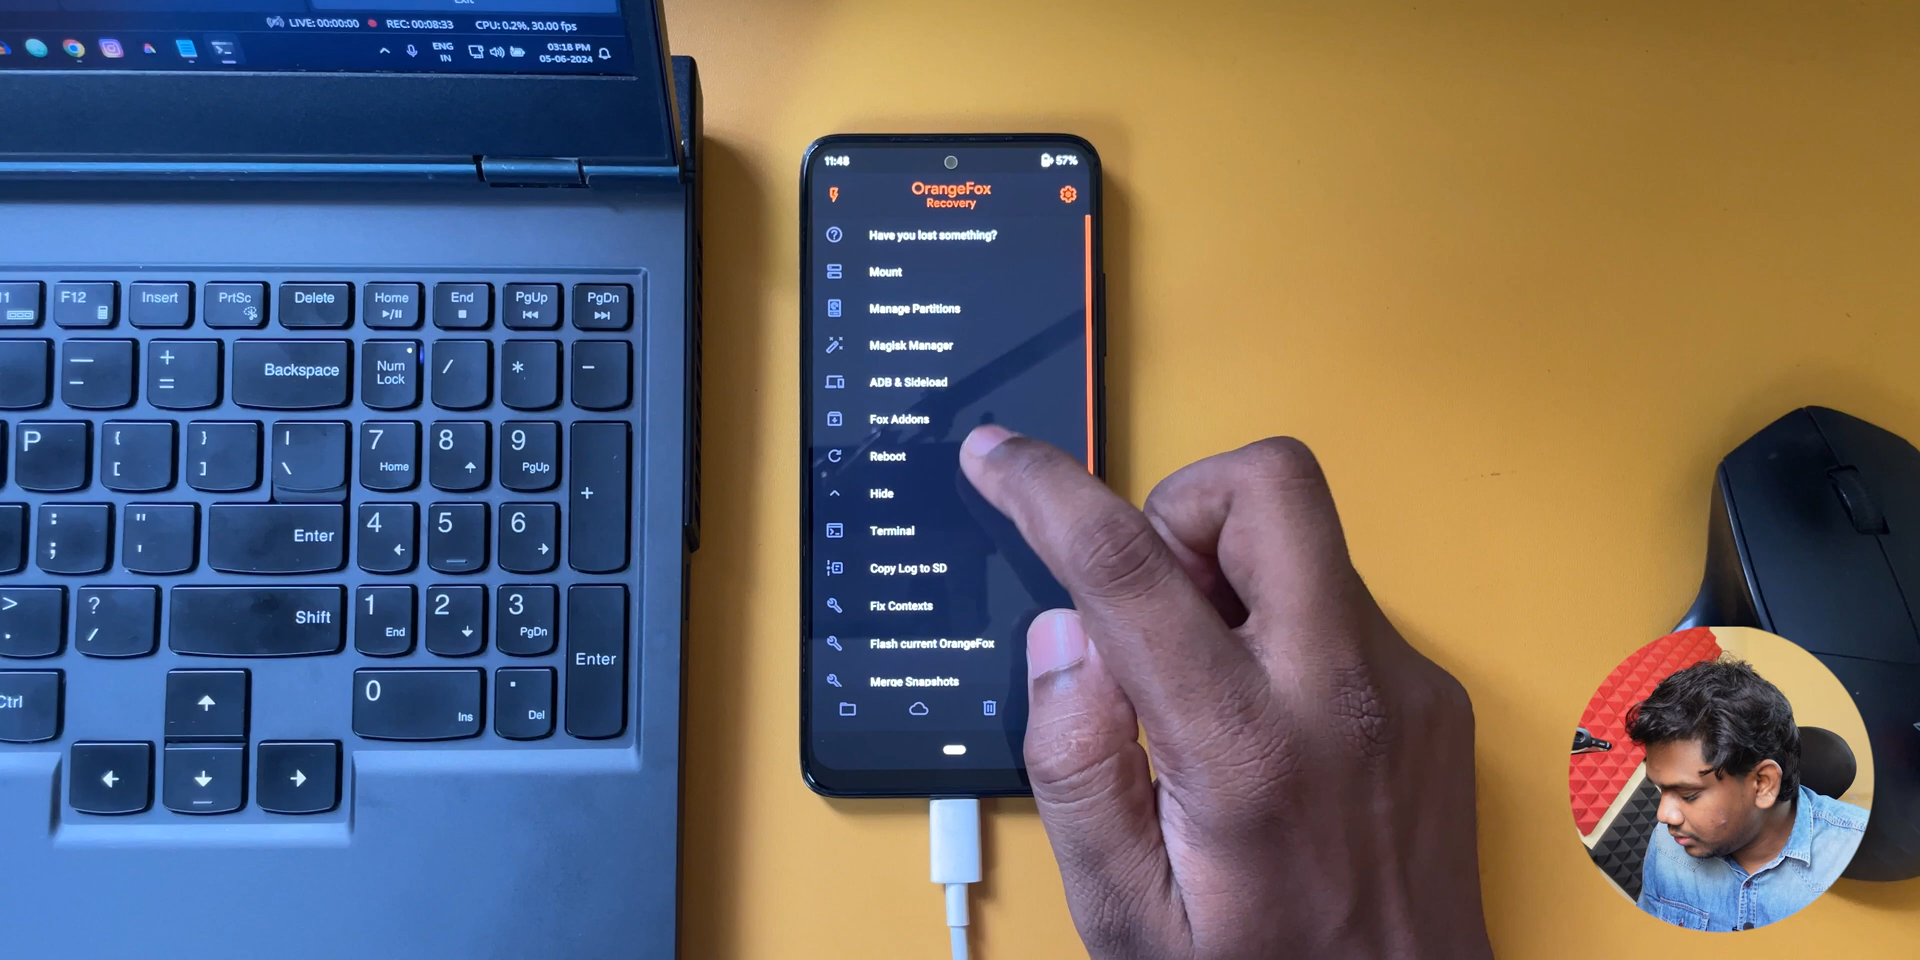 LIVE: 00:00:00 REC: 00:08:33 CPU: 0.2%, 30.00 fps
ENG
IN
03:18 PM
05-06-2024
11:48
57%
OrangeFox
Recovery
Have you lost something?
Mount
Manage Partitions
Magisk Manager
ADB & Sideload
Fox Addons
Reboot
Hide
Terminal
Copy Log to SD
Fix Contexts
Flash current OrangeFox
Merge Snapshots
F12 Insert PrtSc Delete Home End PgUp PgDn
— - + = Backspace Num Lock / * -
P { [ } ] | \ 7 Home 8 9 PgUp +
: ; " ' Enter 4 5 6
> . ? / Shift 1 End 2 3 PgDn Enter
Ctrl 0 Ins . Del